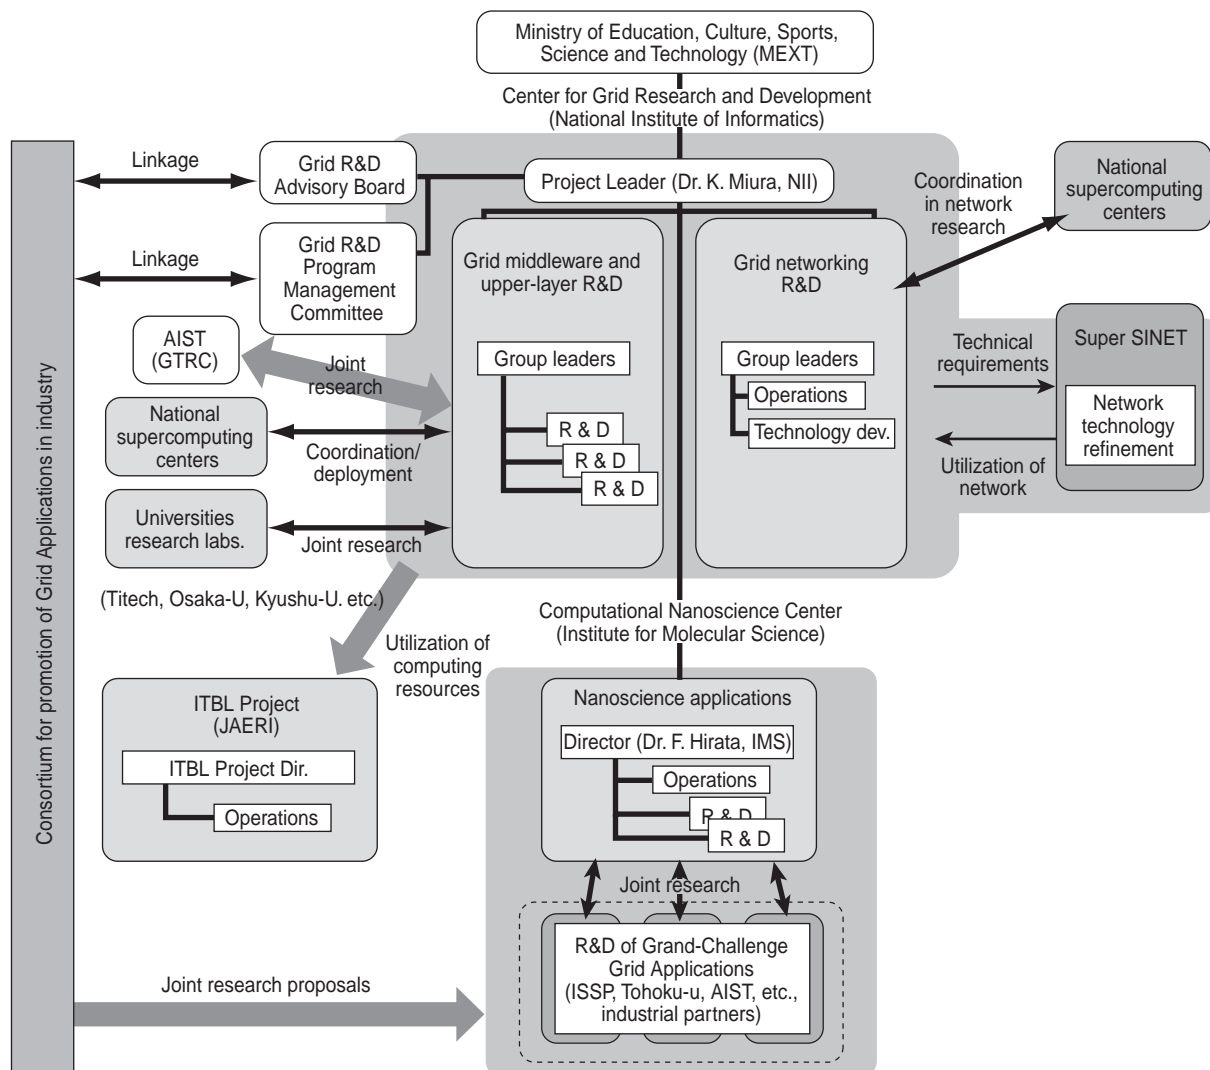 Ministry of Education, Culture, Sports,
Science and Technology (MEXT)
Center for Grid Research and Development
(National Institute of Informatics)
Consortium for promotion of Grid Applications in industry
Linkage
Grid R&D
Advisory Board
Project Leader (Dr. K. Miura, NII)
Coordination
in network
research
National
supercomputing
centers
Linkage
Grid R&D
Program
Management
Committee
Grid middleware and
upper-layer R&D
Grid networking
R&D
AIST
(GTRC)
Joint
research
Group leaders
R & D
R & D
R & D
Group leaders
Operations
Technology dev.
Technical
requirements
Super SINET
Network
technology
refinement
Utilization of
network
National
supercomputing
centers
Coordination/
deployment
Universities
research labs.
Joint research
(Titech, Osaka-U, Kyushu-U. etc.)
Computational Nanoscience Center
(Institute for Molecular Science)
Utilization of
computing
resources
ITBL Project
(JAERI)
ITBL Project Dir.
Operations
Nanoscience applications
Director (Dr. F. Hirata, IMS)
Operations
R & D
R & D
Joint research
R&D of Grand-Challenge
Grid Applications
(ISSP, Tohoku-u, AIST, etc.,
industrial partners)
Joint research proposals